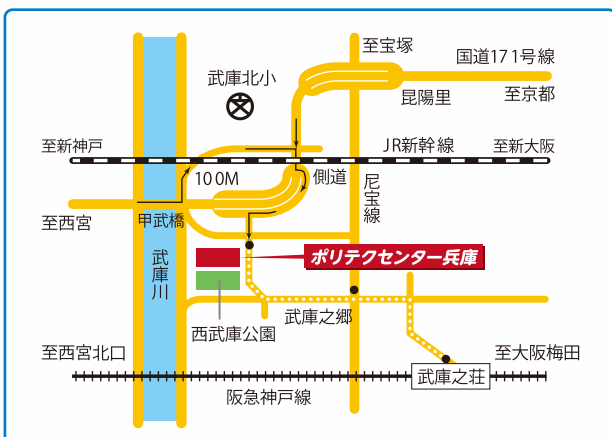 至宝塚
国道171号線
武庫北小
昆陽里
至京都
至新神戸
JR新幹線
至新大阪
100M
側道
尼宝線
至西宮
甲武橋
武庫川
ポリテクセンター兵庫
西武庫公園
武庫之郷
至西宮北口
至大阪梅田
武庫之荘
阪急神戸線